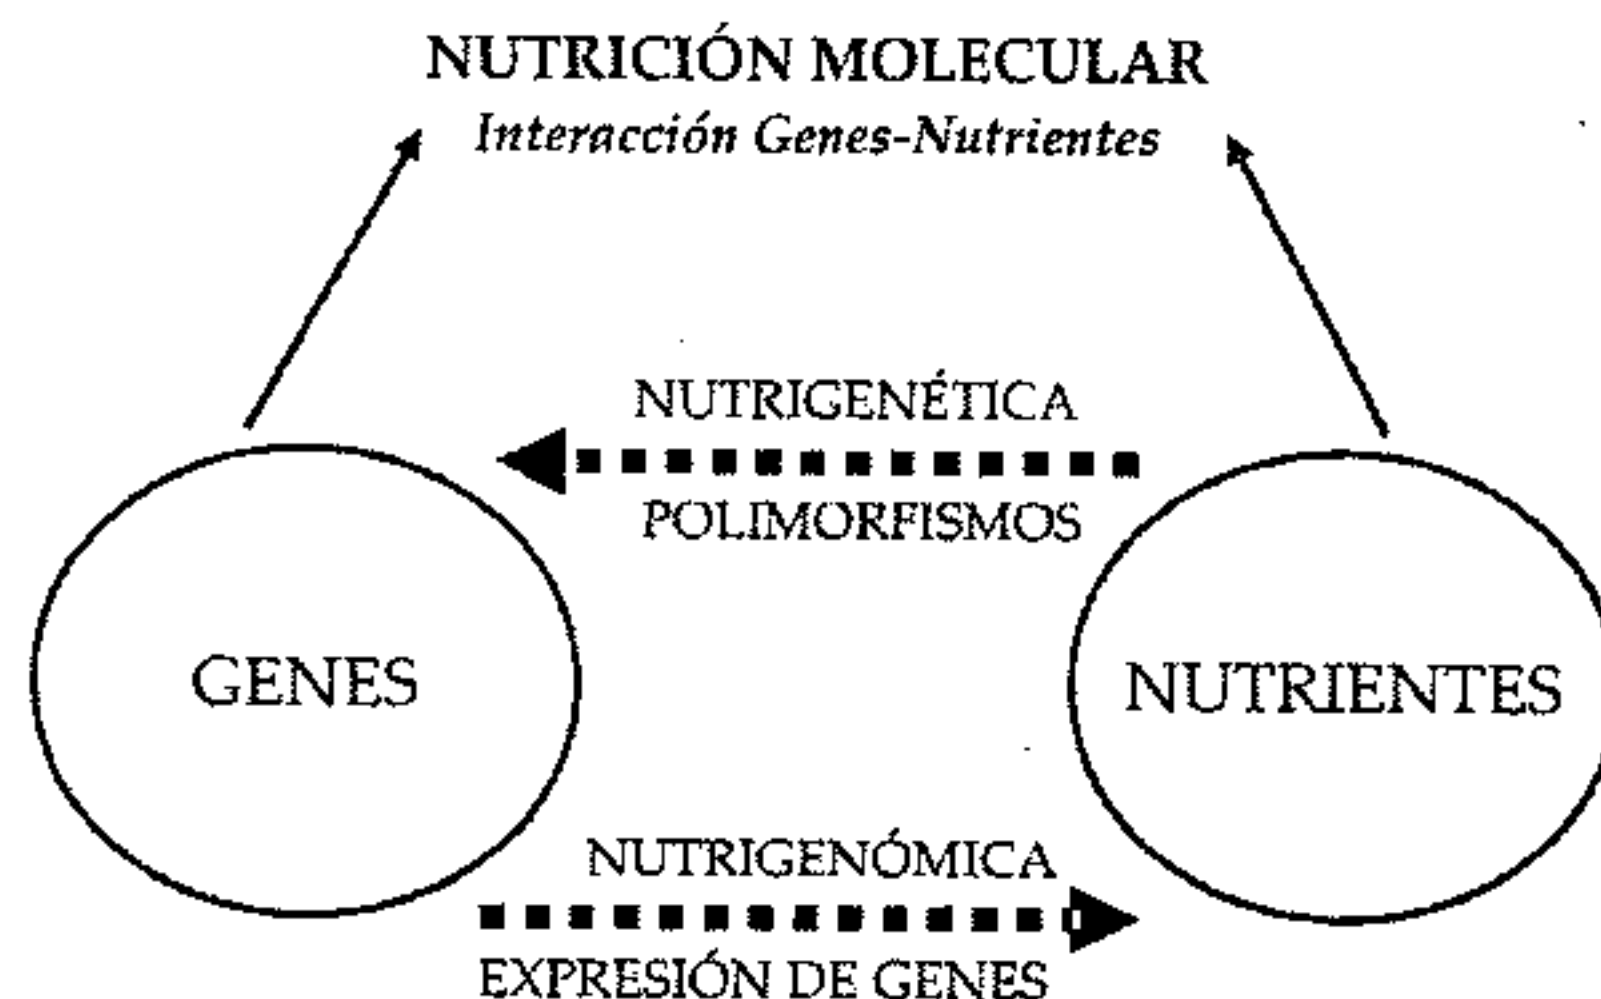 NUTRICIÓN MOLECULAR
Interacción Genes-Nutrientes
NUTRIGENÉTICA
POLIMORFISMOS
GENES
NUTRIENTES
NUTRIGENÓMICA
EXPRESIÓN DE GENES